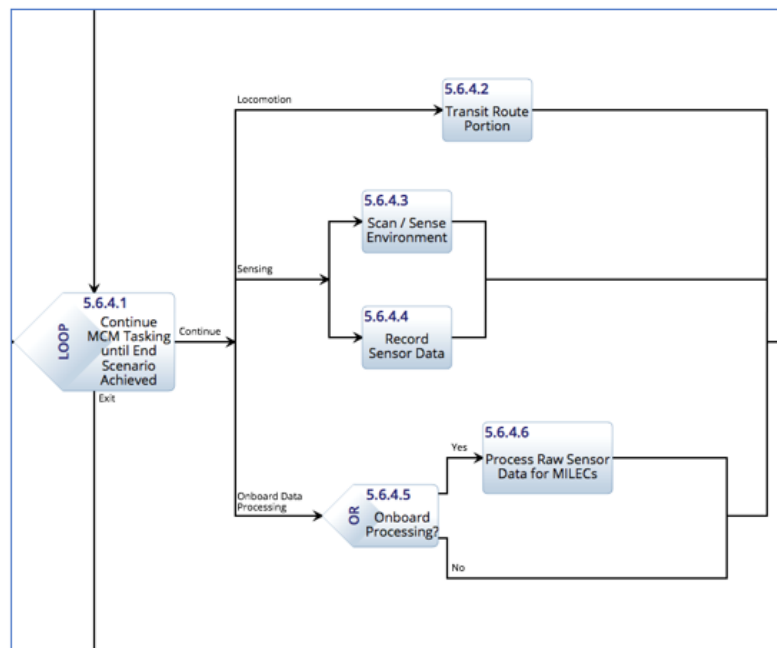 5.6.4.2
Locomotion
Transit Route
Portion
5.6.4.3
Scan / Sense
Environment
Sensing
5.6.4.1
LOOP
Continue
MCM Tasking
until End
Scenario
Achieved
Continue
Exit
5.6.4.4
Record
Sensor Data
5.6.4.6
Yes
Process Raw Sensor
Data for MILECs
Onboard Data
Processing
5.6.4.5
OR
Onboard
Processing?
No